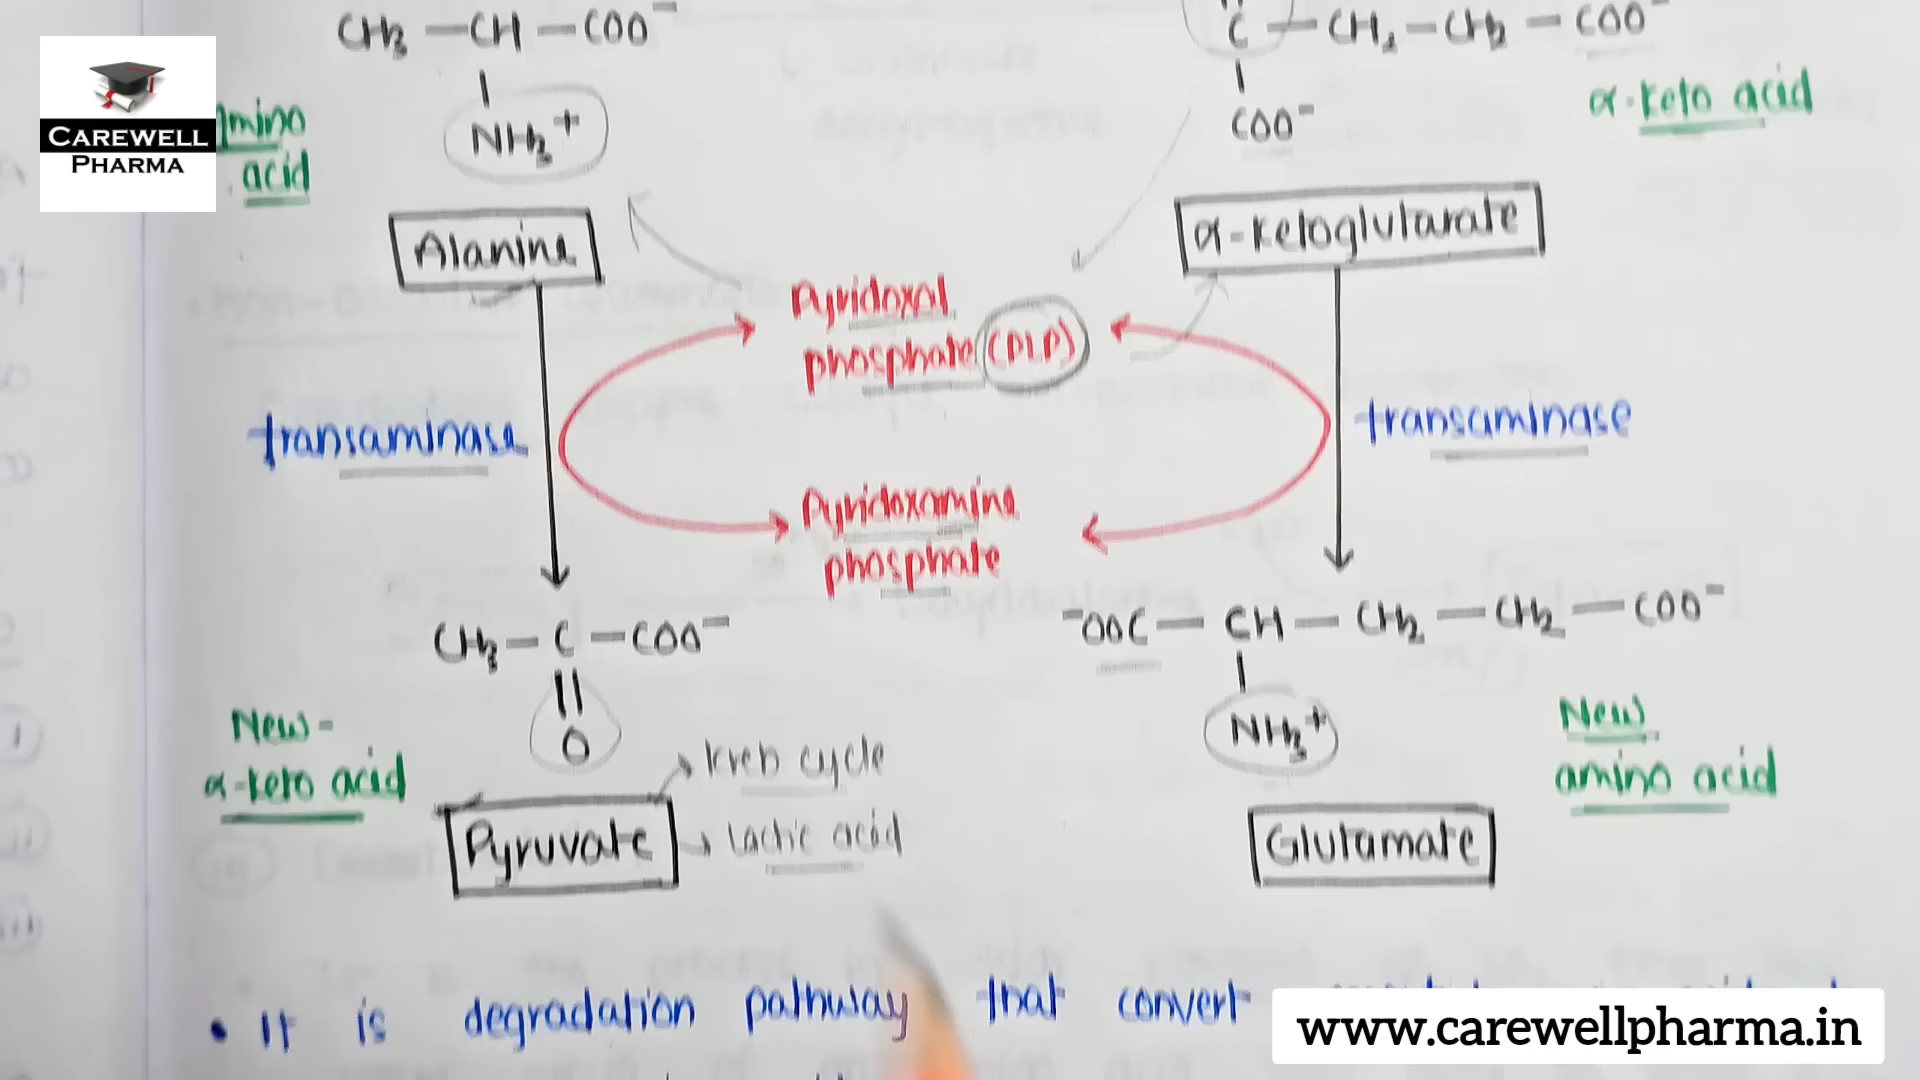 CH3 — CH — COO⁻
NH3⁺
amino
acid
Alanine
C — CH2 — CH2 — COO⁻
COO⁻
α-keto acid
α-Ketoglutarate
CAREWELL
PHARMA
Pyridoxal
phosphate (PLP)
transaminase
transaminase
Pyridoxamine
phosphate
CH3 — C — COO⁻
O
New-
α-keto acid
Pyruvate
Kreb cycle
Lactic acid
⁻OOC — CH — CH2 — CH2 — COO⁻
NH3⁺
New
amino acid
Glutamate
• It is degradation pathway that convert
www.carewellpharma.in